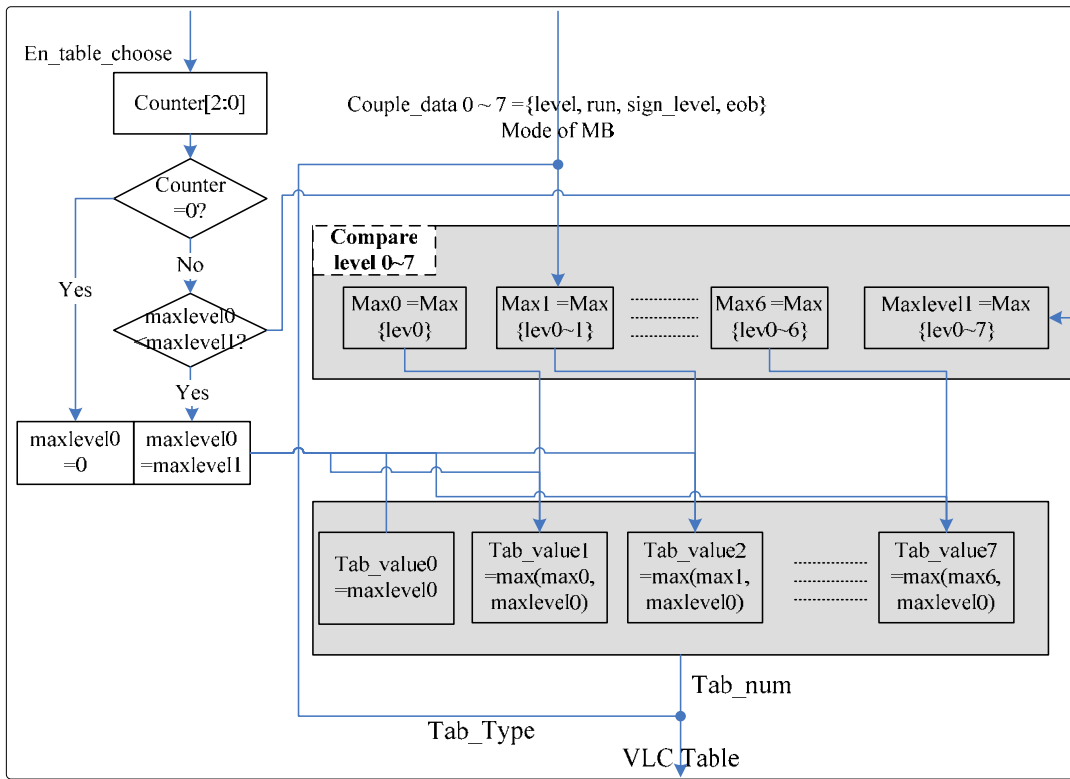 En_table_choose
Counter[2:0]
Couple_data 0 ~ 7 ={level, run, sign_level, eob}
Mode of MB
Counter
=0?
Compare
level 0~7
No
Yes
Max0 =Max
{lev0}
Max1 =Max
{lev0~1}
Max6 =Max
{lev0~6}
Maxlevel1 =Max
{lev0~7}
maxlevel0
<maxlevel1?
Yes
maxlevel0
=0
maxlevel0
=maxlevel1
Tab_value0
=maxlevel0
Tab_value1
=max(max0,
maxlevel0)
Tab_value2
=max(max1,
maxlevel0)
Tab_value7
=max(max6,
maxlevel0)
Tab_num
Tab_Type
VLC Table